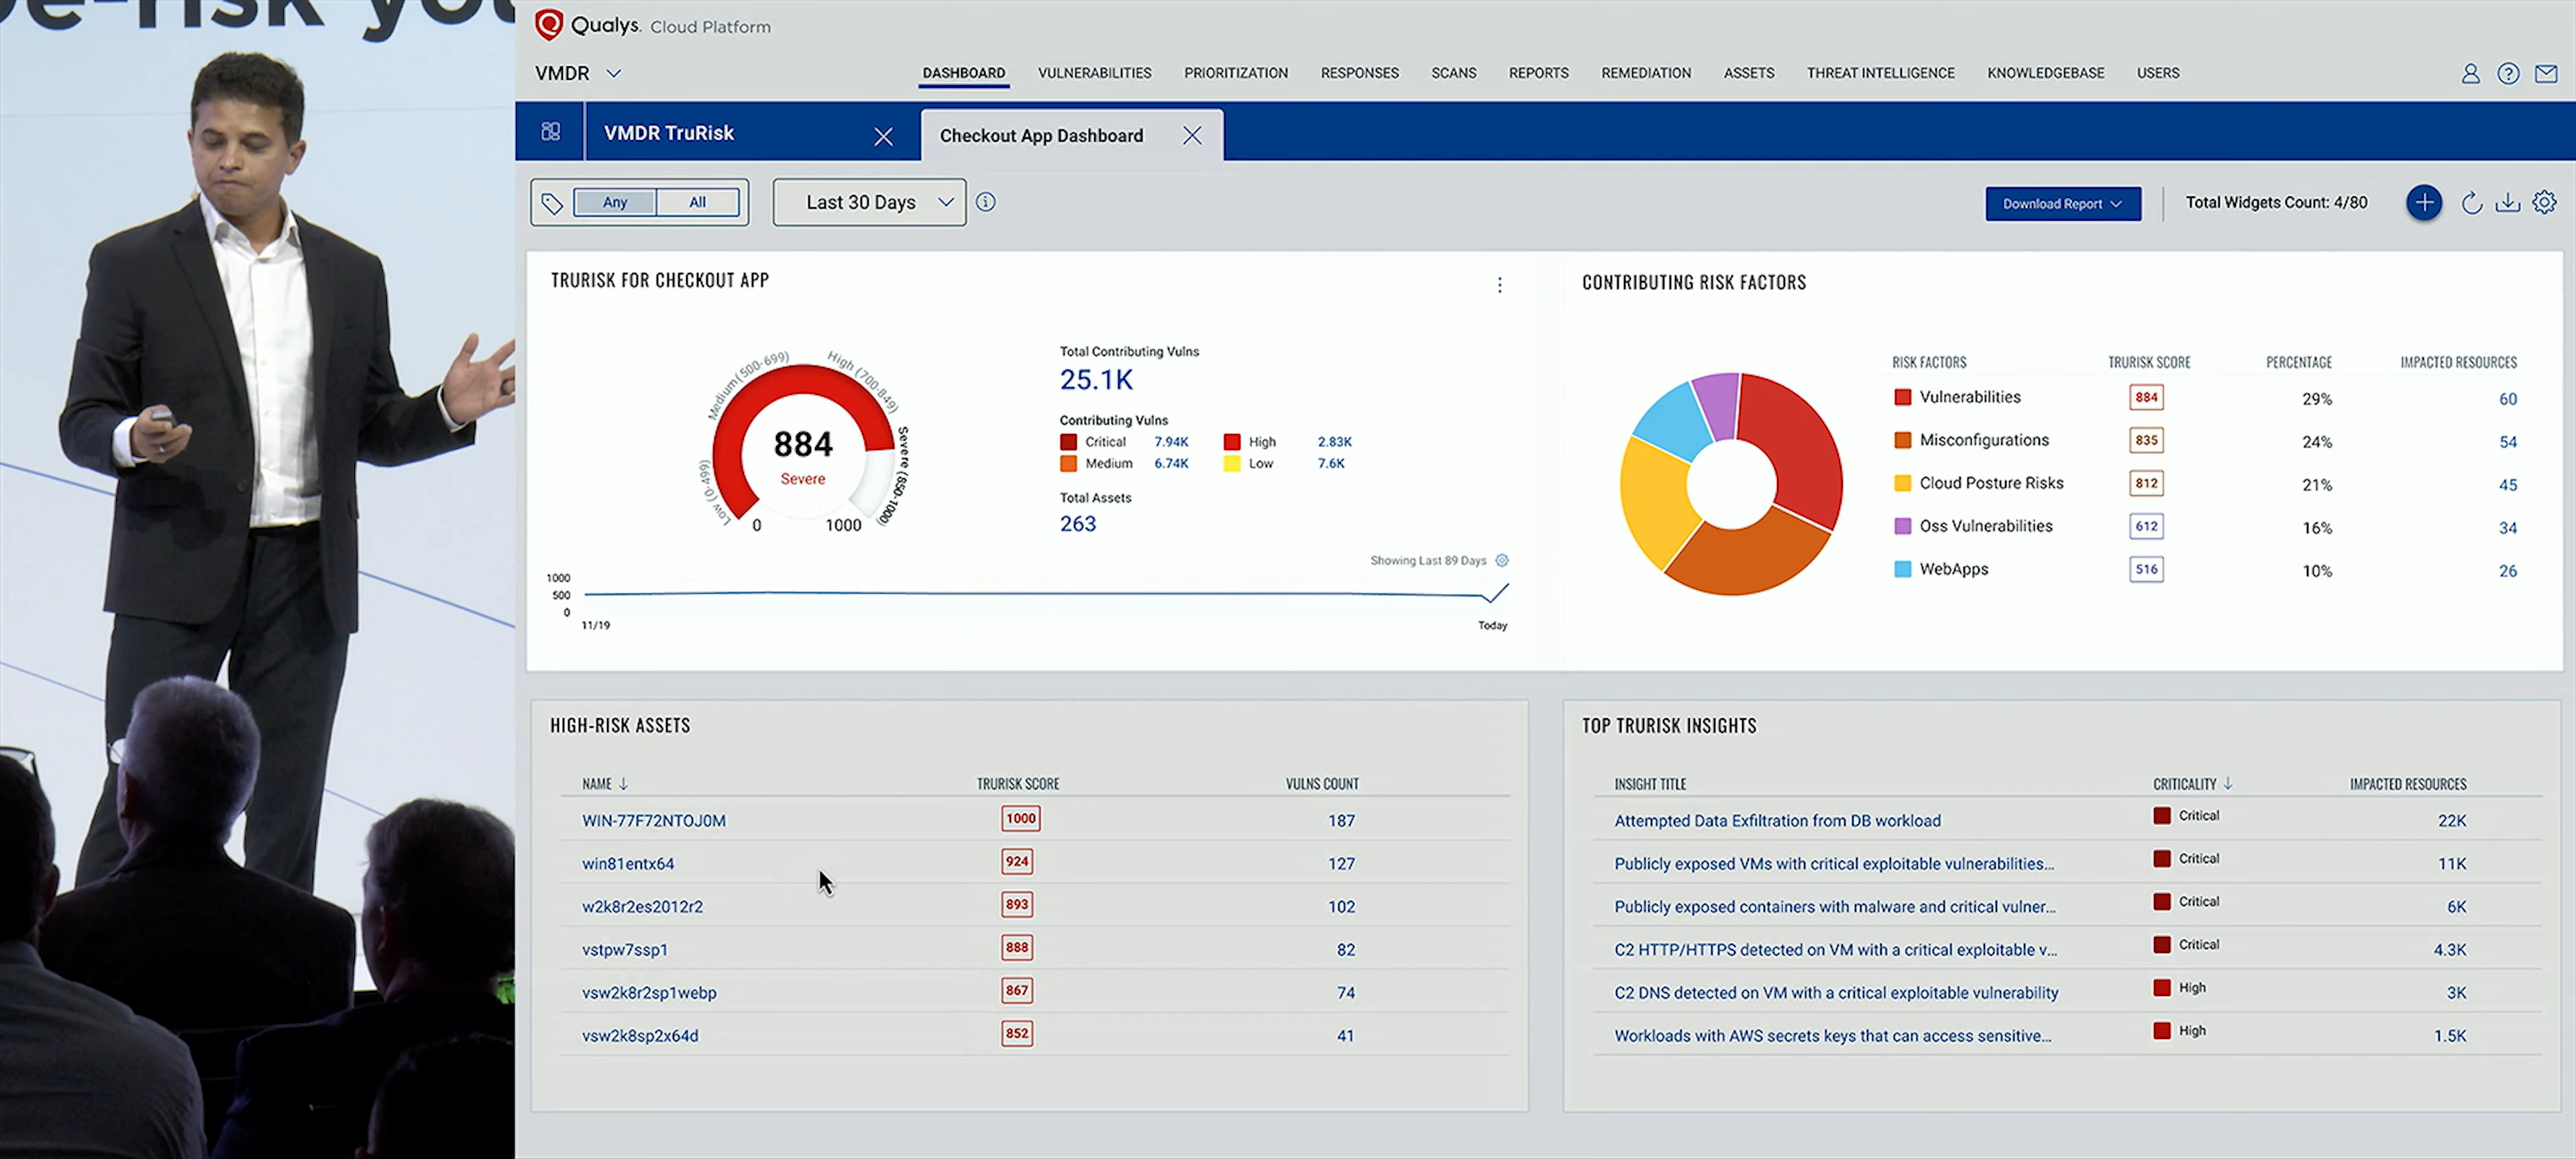 de-risk you
Qualys. Cloud Platform
VMDR
DASHBOARD VULNERABILITIES PRIORITIZATION RESPONSES SCANS REPORTS REMEDIATION ASSETS THREAT INTELLIGENCE KNOWLEDGEBASE USERS
VMDR TruRisk
Checkout App Dashboard
Any All
Last 30 Days
Download Report
Total Widgets Count: 4/80
TRURISK FOR CHECKOUT APP
Low (0-499)
Medium (500-699)
High (700-849)
Severe (850-1000)
884
Severe
0 1000
Total Contributing Vulns
25.1K
Contributing Vulns
Critical 7.94K High 2.83K
Medium 6.74K Low 7.6K
Total Assets
263
Showing Last 89 Days
1000
500
0
11/19 Today
CONTRIBUTING RISK FACTORS
RISK FACTORS TRURISK SCORE PERCENTAGE IMPACTED RESOURCES
Vulnerabilities 884 29% 60
Misconfigurations 835 24% 54
Cloud Posture Risks 812 21% 45
Oss Vulnerabilities 612 16% 34
WebApps 516 10% 26
HIGH-RISK ASSETS
NAME TRURISK SCORE VULNS COUNT
WIN-77F72NTOJ0M 1000 187
win81entx64 924 127
w2k8r2es2012r2 893 102
vstpw7ssp1 888 82
vsw2k8r2sp1webp 867 74
vsw2k8sp2x64d 852 41
TOP TRURISK INSIGHTS
INSIGHT TITLE CRITICALITY IMPACTED RESOURCES
Attempted Data Exfiltration from DB workload Critical 22K
Publicly exposed VMs with critical exploitable vulnerabilities... Critical 11K
Publicly exposed containers with malware and critical vulner... Critical 6K
C2 HTTP/HTTPS detected on VM with a critical exploitable v... Critical 4.3K
C2 DNS detected on VM with a critical exploitable vulnerability High 3K
Workloads with AWS secrets keys that can access sensitive... High 1.5K